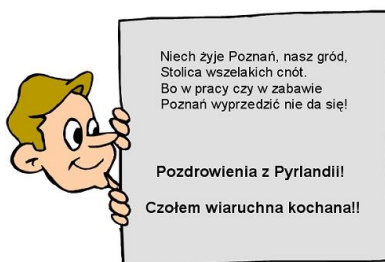 Niech żyje Poznań, nasz gród,
Stolica wszelakich cnót.
Bo w pracy czy w zabawie
Poznań wyprzedzić nie da się!
Pozdrowienia z Pyrlandii!
Czołem wiaruchna kochana!!